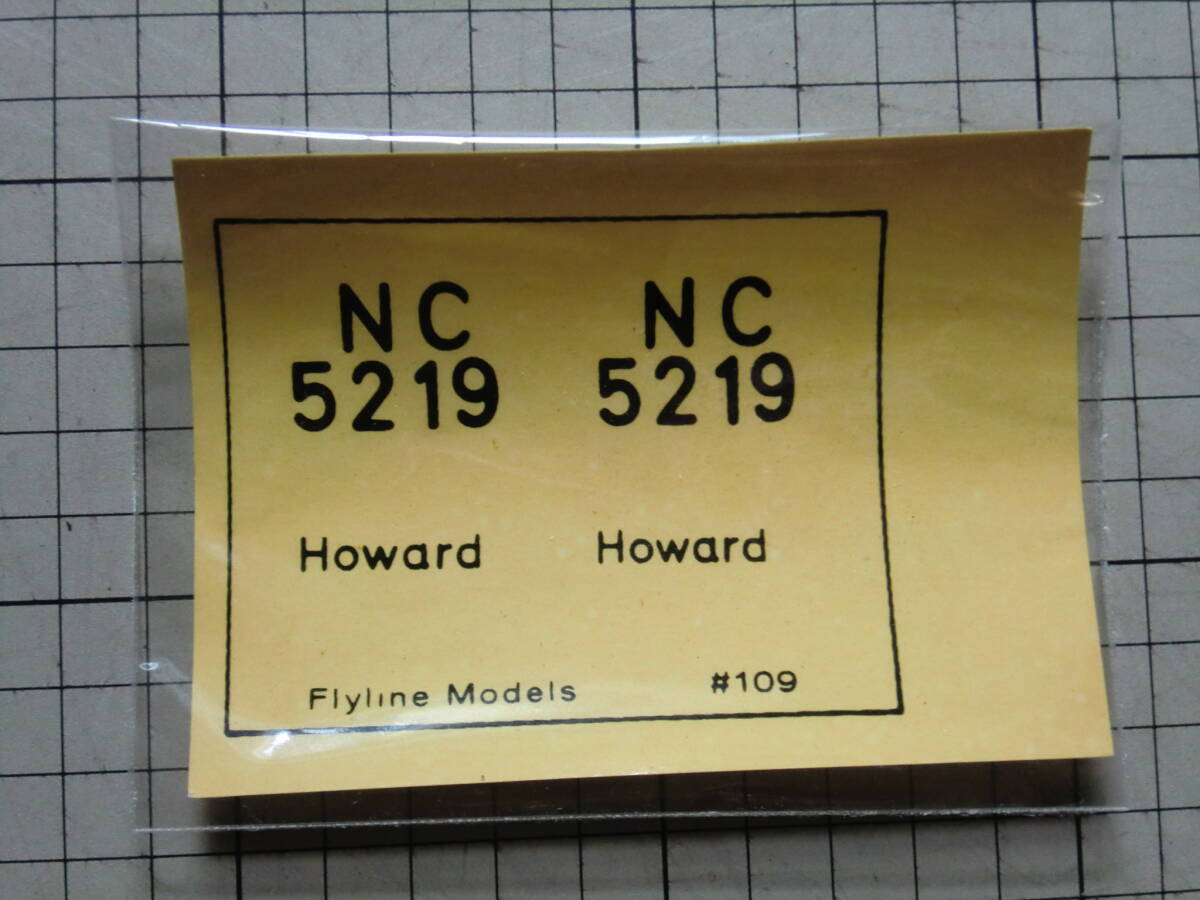 NC NC
5219 5219
Howard Howard
Flyline Models #109